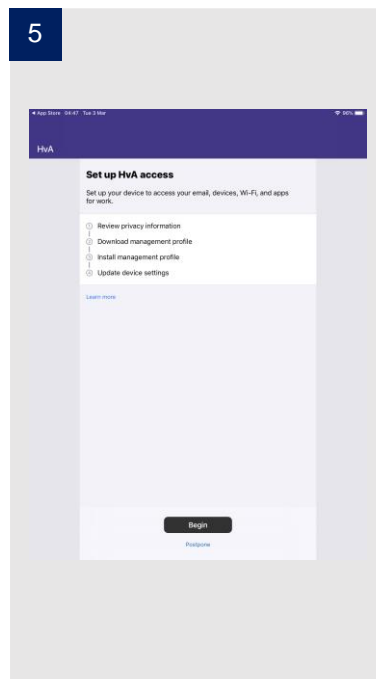 5
App Store 04:47 Tue 3 Mar 96%
HvA
Set up HvA access
Set up your device to access your email, devices, Wi-Fi, and apps
for work.
Review privacy information
Download management profile
Install management profile
Update device settings
Learn more
Begin
Postpone